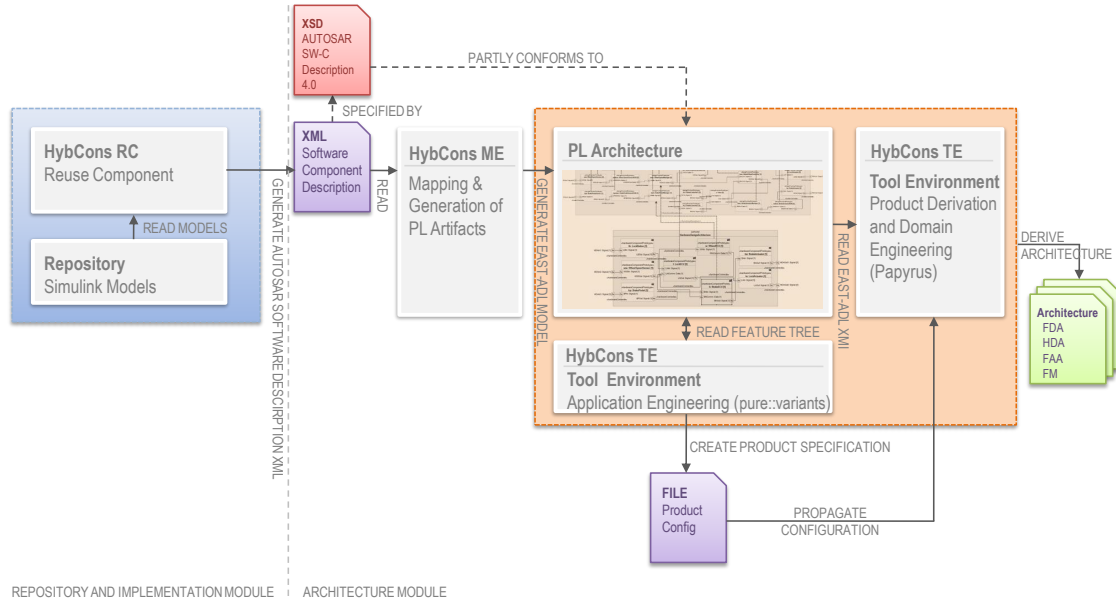 XSD
AUTOSAR
SW-C
Description
4.0
PARTLY CONFORMS TO
SPECIFIED BY
HybCons RC
Reuse Component
READ MODELS
Repository
Simulink Models
GENERATE AUTOSAR SOFTWARE DESCIRPTION XML
XML
Software
Component
Description
READ
HybCons ME
Mapping &
Generation of
PL Artifacts
GENERATE EAST-ADL MODEL
PL Architecture
READ EAST-ADL XMI
HybCons TE
Tool Environment
Product Derivation
and Domain
Engineering
(Papyrus)
DERIVE
ARCHITECTURE
Architecture
FDA
HDA
FAA
FM
READ FEATURE TREE
HybCons TE
Tool Environment
Application Engineering (pure::variants)
CREATE PRODUCT SPECIFICATION
FILE
Product
Config
PROPAGATE
CONFIGURATION
REPOSITORY AND IMPLEMENTATION MODULE
ARCHITECTURE MODULE